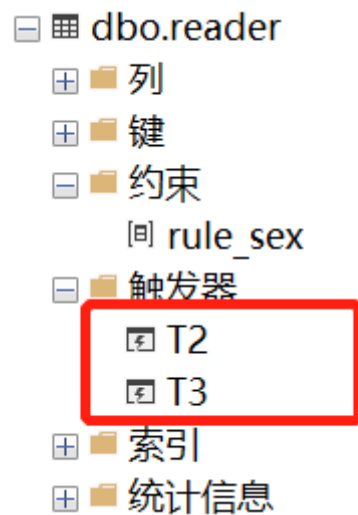 dbo.reader
列
键
约束
rule_sex
触发器
T2
T3
索引
统计信息